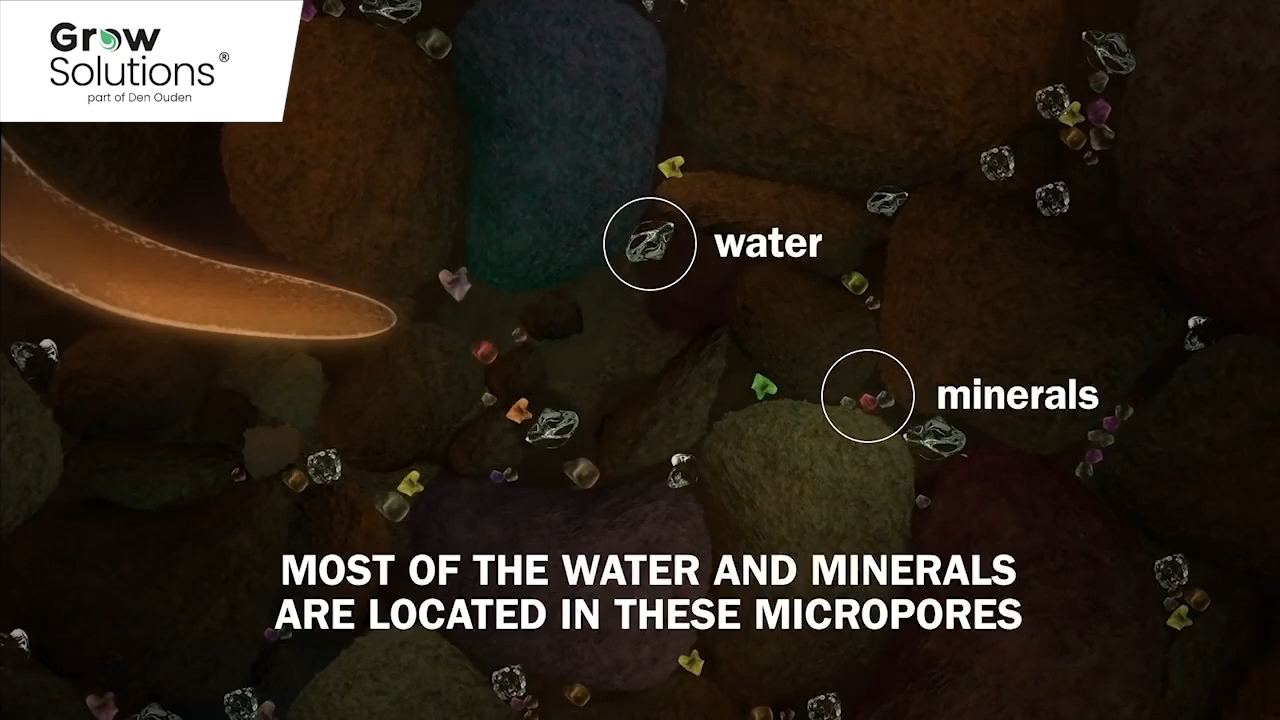 Grow
Solutions®
part of Den Ouden
water
minerals
MOST OF THE WATER AND MINERALS
ARE LOCATED IN THESE MICROPORES